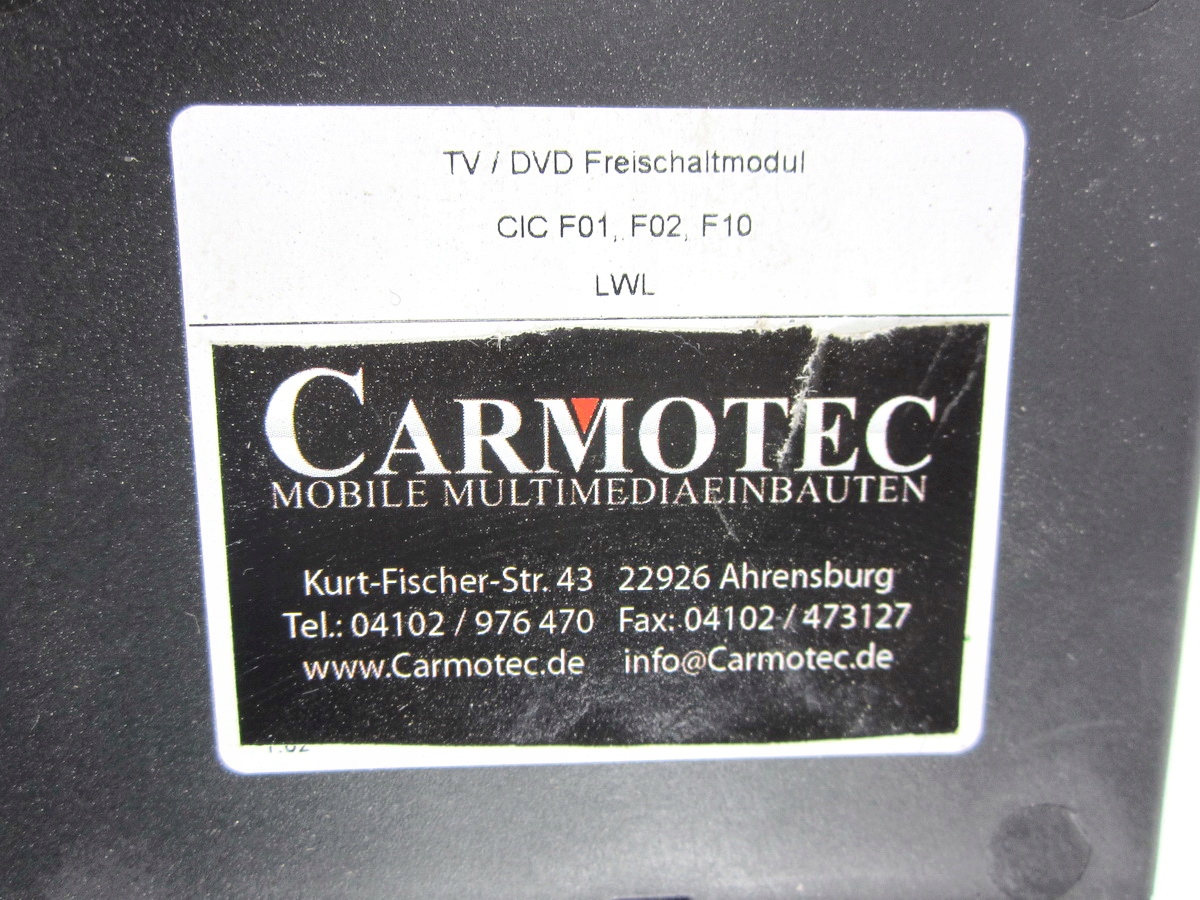 TV / DVD Freischaltmodul
CIC F01, F02, F10
LWL
CARMOTEC
MOBILE MULTIMEDIAEINBAUTEN
Kurt-Fischer-Str. 43 22926 Ahrensburg
Tel.: 04102 / 976 470 Fax: 04102 / 473127
www.Carmotec.de info@Carmotec.de